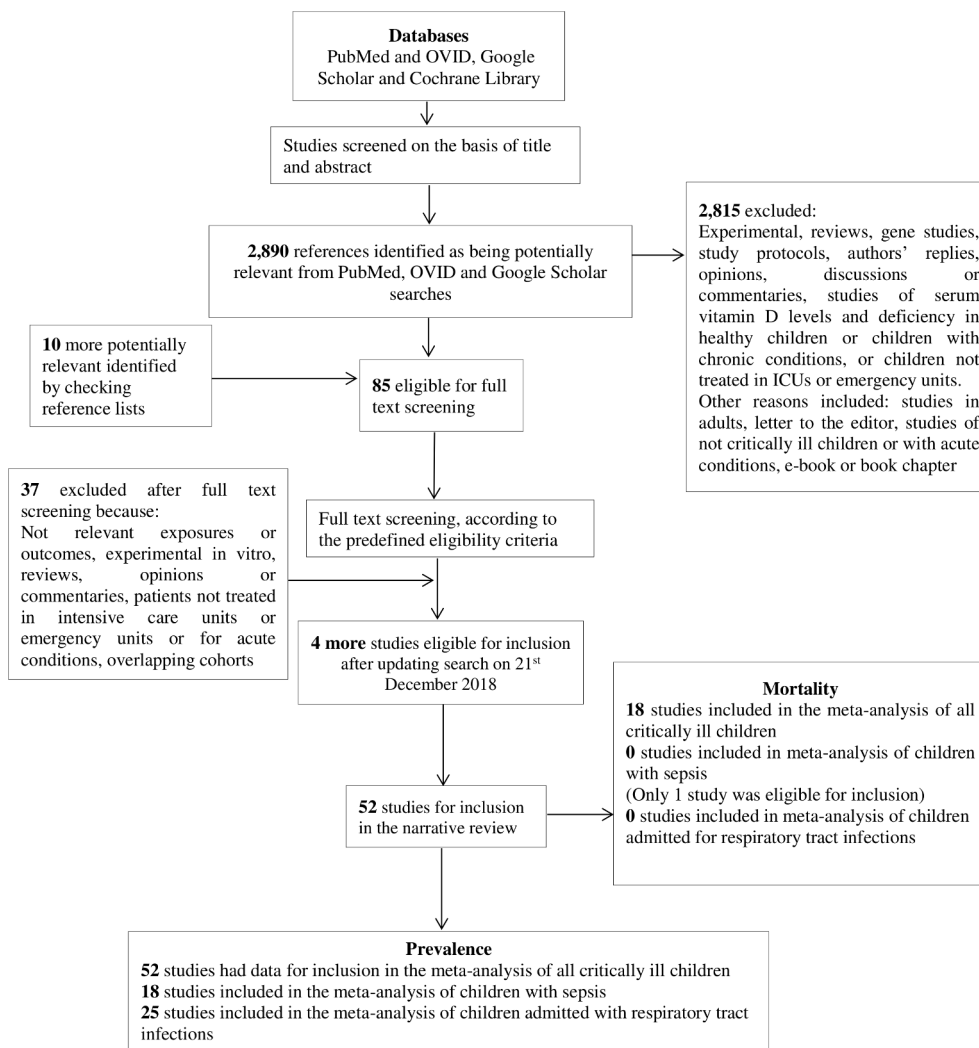 Databases
PubMed and OVID, Google
Scholar and Cochrane Library
Studies screened on the basis of title
and abstract
2,890 references identified as being potentially
relevant from PubMed, OVID and Google Scholar
searches
2,815 excluded:
Experimental, reviews, gene studies,
study protocols, authors' replies,
opinions, discussions or
commentaries, studies of serum
vitamin D levels and deficiency in
healthy children or children with
chronic conditions, or children not
treated in ICUs or emergency units.
Other reasons included: studies in
adults, letter to the editor, studies of
not critically ill children or with acute
conditions, e-book or book chapter
10 more potentially
relevant identified
by checking
reference lists
85 eligible for full
text screening
37 excluded after full text
screening because:
Not relevant exposures or
outcomes, experimental in vitro,
reviews, opinions or
commentaries, patients not treated
in intensive care units or
emergency units or for acute
conditions, overlapping cohorts
Full text screening, according to
the predefined eligibility criteria
4 more studies eligible for inclusion
after updating search on 21st
December 2018
52 studies for inclusion
in the narrative review
Mortality
18 studies included in the meta-analysis of all
critically ill children
0 studies included in meta-analysis of children
with sepsis
(Only 1 study was eligible for inclusion)
0 studies included in meta-analysis of children
admitted for respiratory tract infections
Prevalence
52 studies had data for inclusion in the meta-analysis of all critically ill children
18 studies included in the meta-analysis of children with sepsis
25 studies included in the meta-analysis of children admitted with respiratory tract
infections